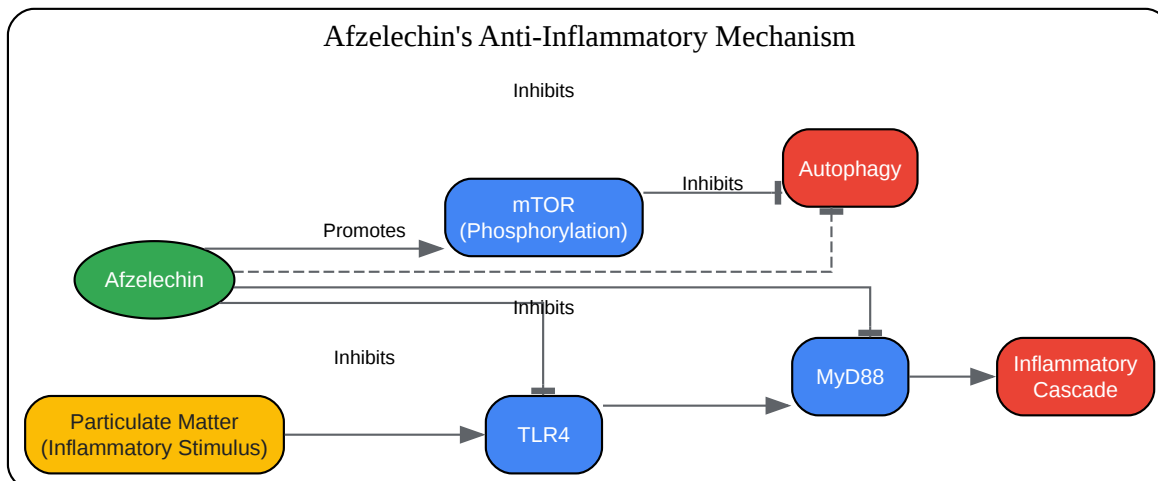 Afzelechin's Anti-Inflammatory Mechanism
Inhibits
Autophagy
Inhibits
mTOR
(Phosphorylation)
Promotes
Afzelechin
Inhibits
Inhibits
MyD88
Inflammatory
Cascade
Particulate Matter
(Inflammatory Stimulus)
TLR4